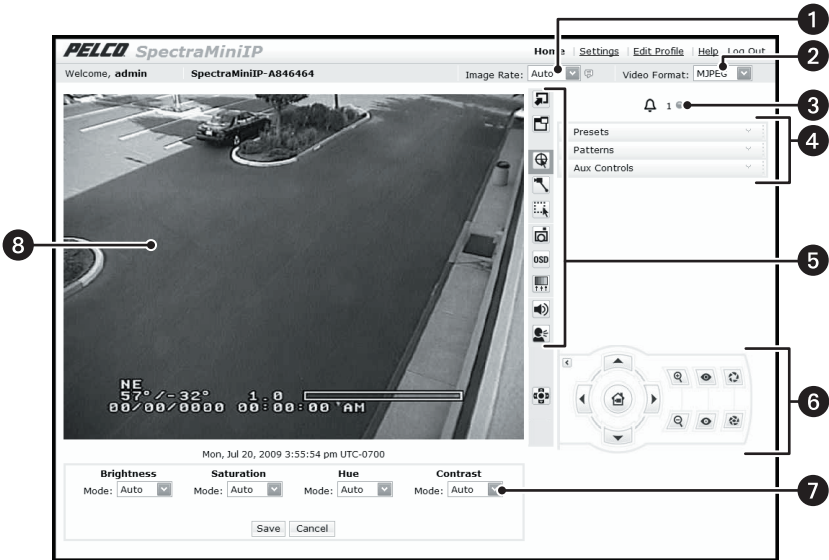 1
PELCO SpectraMiniIP
Home | Settings | Edit Profile | Help Log Out
2
Welcome, admin SpectraMiniIP-A846464 Image Rate: Auto Video Format: MJPEG
1
3
Presets
4
Patterns
Aux Controls
8
OSD
5
NE
57°/-32° 1.0
00/00/0000 00:00:00 AM
6
Mon, Jul 20, 2009 3:55:54 pm UTC-0700
Brightness Saturation Hue Contrast
Mode: Auto Mode: Auto Mode: Auto Mode: Auto
7
Save Cancel